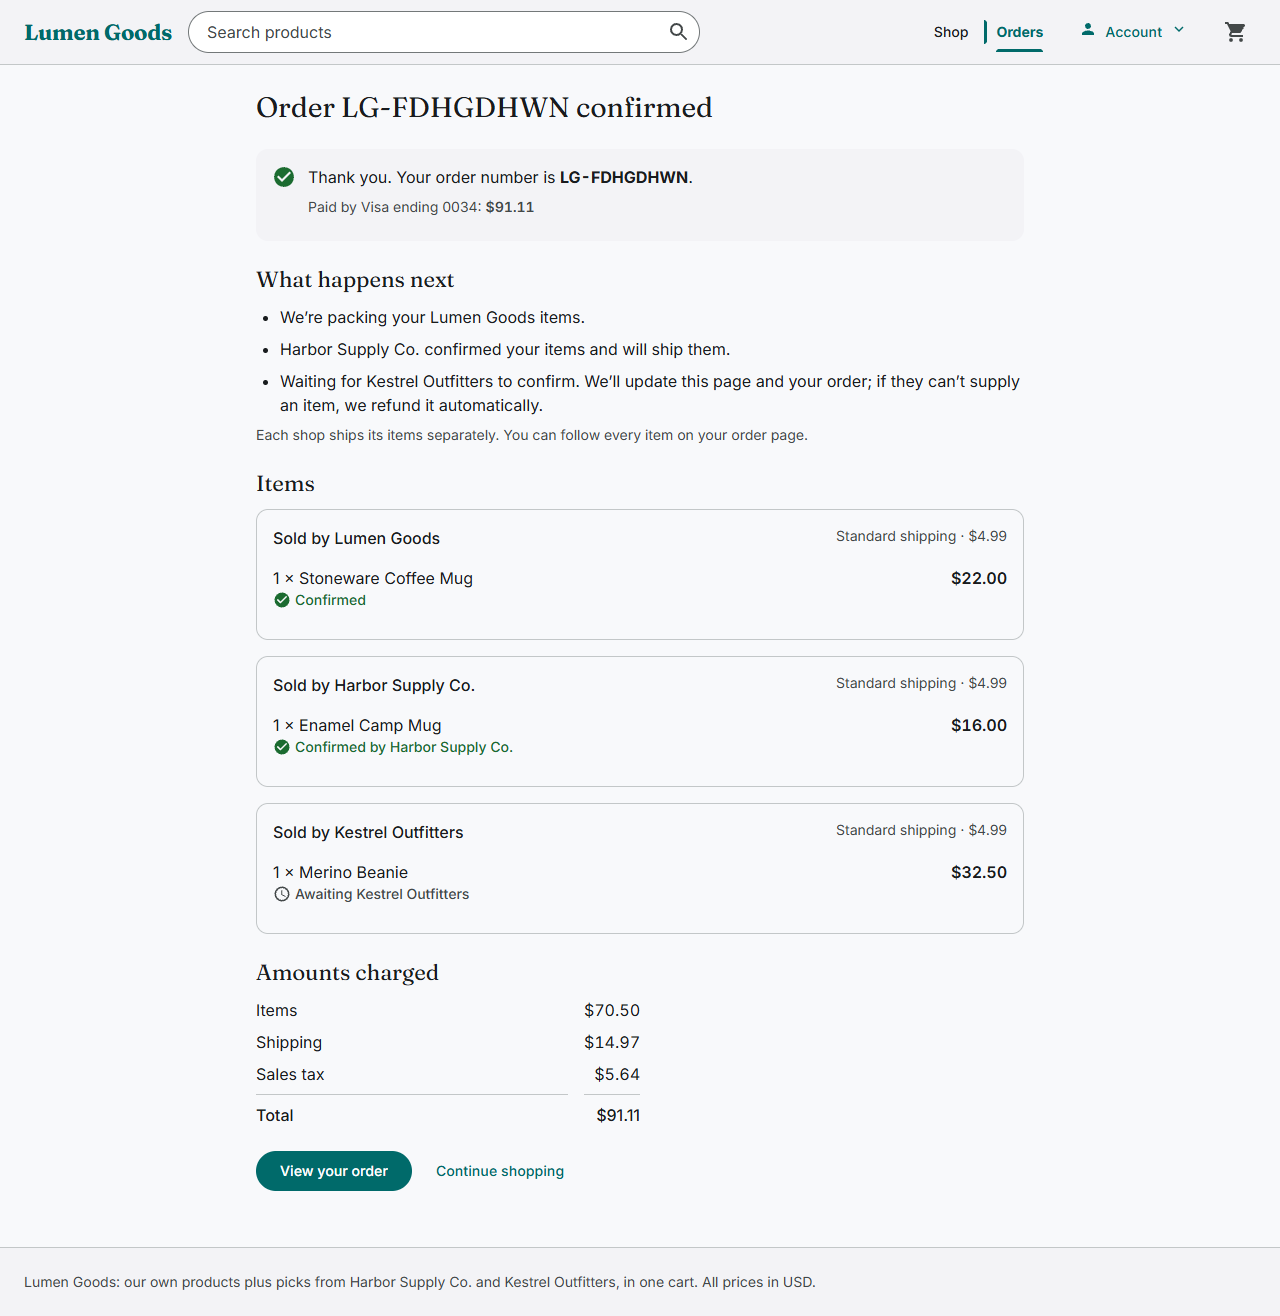 Lumen Goods
Search products
Shop
Orders
Account
Order LG-FDHGDHWN confirmed
Thank you. Your order number is LG-FDHGDHWN.
Paid by Visa ending 0034: $91.11
What happens next
• We’re packing your Lumen Goods items.
• Harbor Supply Co. confirmed your items and will ship them.
• Waiting for Kestrel Outfitters to confirm. We’ll update this page and your order; if they can’t supply
an item, we refund it automatically.
Each shop ships its items separately. You can follow every item on your order page.
Items
Sold by Lumen Goods
Standard shipping · $4.99
1 × Stoneware Coffee Mug
$22.00
Confirmed
Sold by Harbor Supply Co.
Standard shipping · $4.99
1 × Enamel Camp Mug
$16.00
Confirmed by Harbor Supply Co.
Sold by Kestrel Outfitters
Standard shipping · $4.99
1 × Merino Beanie
$32.50
Awaiting Kestrel Outfitters
Amounts charged
Items $70.50
Shipping $14.97
Sales tax $5.64
Total $91.11
View your order
Continue shopping
Lumen Goods: our own products plus picks from Harbor Supply Co. and Kestrel Outfitters, in one cart. All prices in USD.